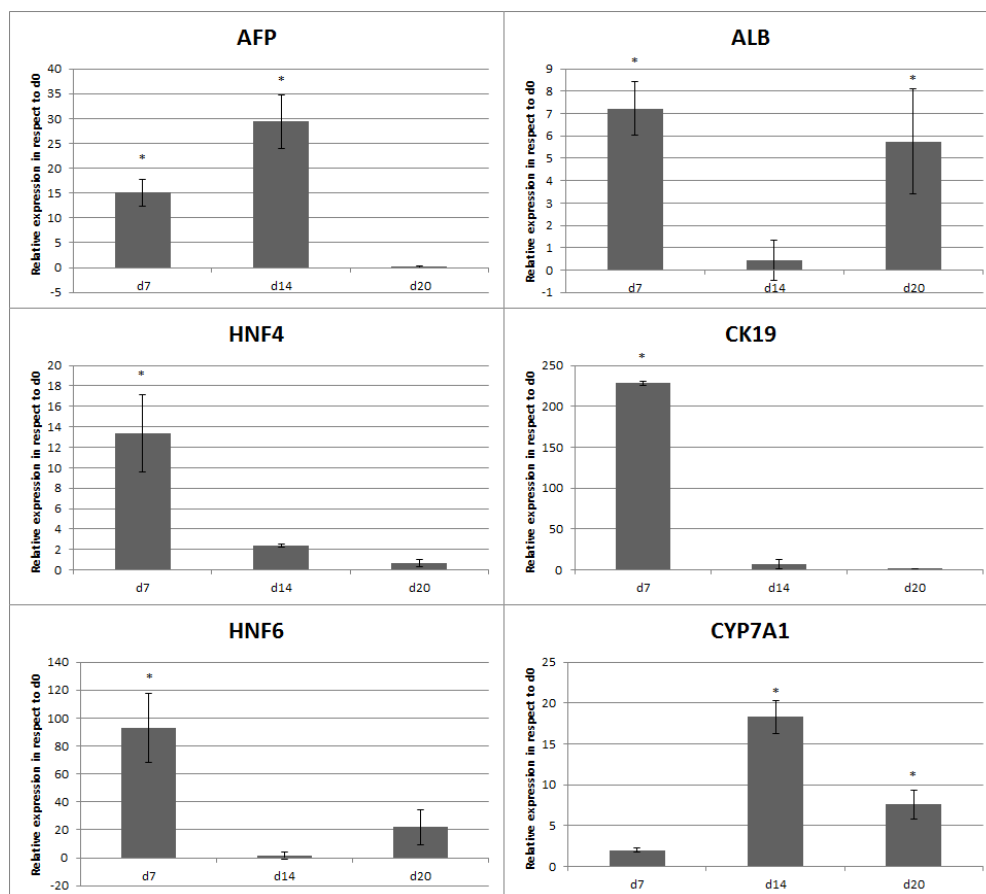 AFP
Relative expression in respect to d0
40
35
30
25
20
15
10
5
0
-5
*
*
d7
d14
d20
ALB
Relative expression in respect to d0
9
8
7
6
5
4
3
2
1
0
-1
*
*
d7
d14
d20
HNF4
Relative expression in respect to d0
20
18
16
14
12
10
8
6
4
2
0
*
d7
d14
d20
CK19
Relative expression in respect to d0
250
200
150
100
50
0
*
d7
d14
d20
HNF6
Relative expression in respect to d0
140
120
100
80
60
40
20
0
-20
*
d7
d14
d20
CYP7A1
Relative expression in respect to d0
25
20
15
10
5
0
*
*
d7
d14
d20